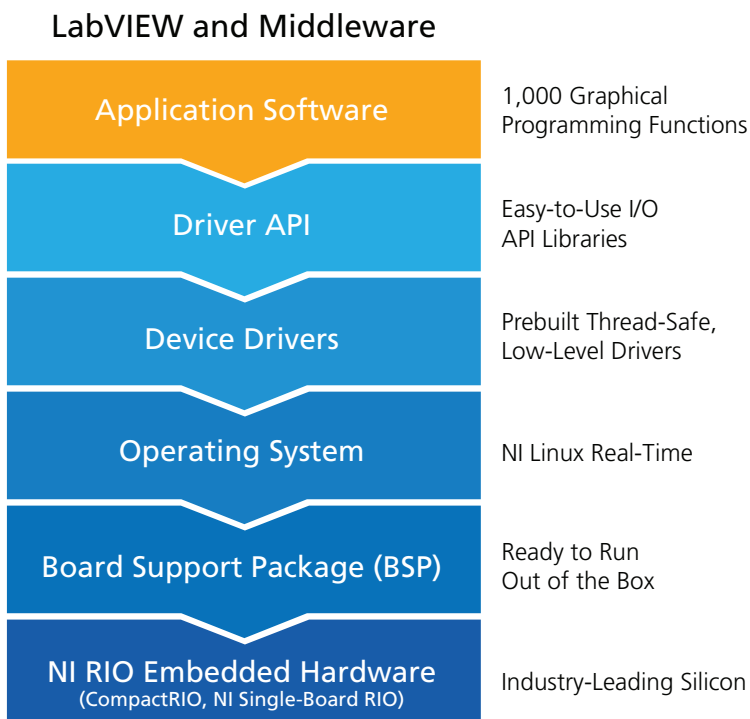 LabVIEW and Middleware
Application Software
1,000 Graphical
Programming Functions
Driver API
Easy-to-Use I/O
API Libraries
Device Drivers
Prebuilt Thread-Safe,
Low-Level Drivers
Operating System
NI Linux Real-Time
Board Support Package (BSP)
Ready to Run
Out of the Box
NI RIO Embedded Hardware
(CompactRIO, NI Single-Board RIO)
Industry-Leading Silicon